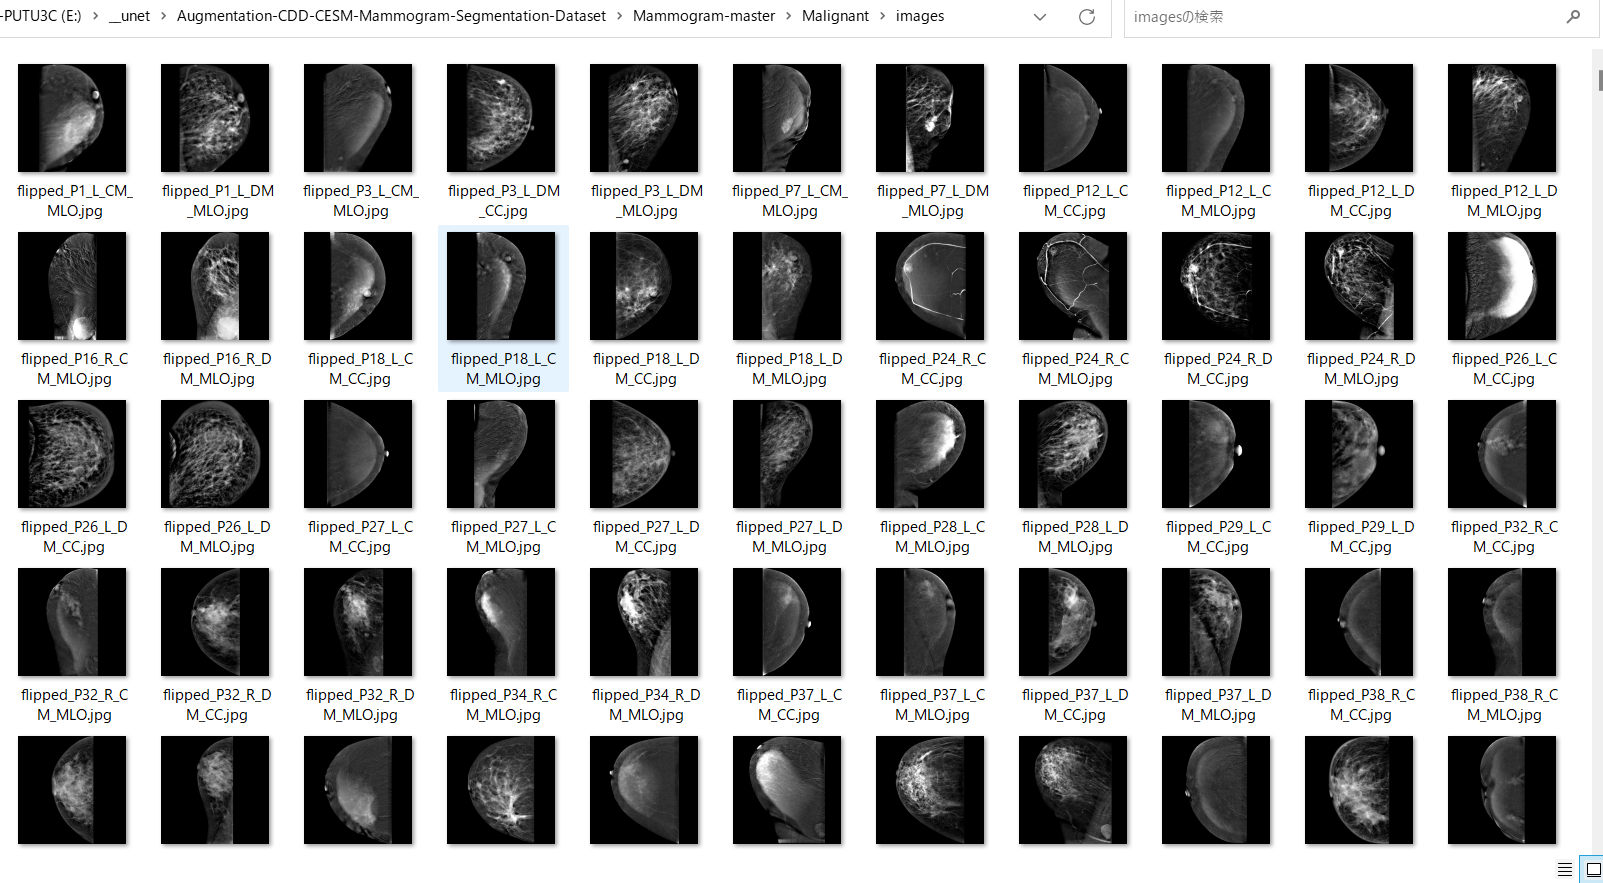 -PUTU3C (E:) > __unet > Augmentation-CDD-CESM-Mammogram-Segmentation-Dataset > Mammogram-master > Malignant > images
imagesの検索
flipped_P1_L_CM_
MLO.jpg
flipped_P1_L_DM
_MLO.jpg
flipped_P3_L_CM_
MLO.jpg
flipped_P3_L_DM
_CC.jpg
flipped_P3_L_DM
_MLO.jpg
flipped_P7_L_CM_
MLO.jpg
flipped_P7_L_DM
_MLO.jpg
flipped_P12_L_C
M_CC.jpg
flipped_P12_L_C
M_MLO.jpg
flipped_P12_L_D
M_CC.jpg
flipped_P12_L_D
M_MLO.jpg
flipped_P16_R_C
M_MLO.jpg
flipped_P16_R_D
M_MLO.jpg
flipped_P18_L_C
M_CC.jpg
flipped_P18_L_C
M_MLO.jpg
flipped_P18_L_D
M_CC.jpg
flipped_P18_L_D
M_MLO.jpg
flipped_P24_R_C
M_CC.jpg
flipped_P24_R_C
M_MLO.jpg
flipped_P24_R_D
M_CC.jpg
flipped_P24_R_D
M_MLO.jpg
flipped_P26_L_C
M_CC.jpg
flipped_P26_L_D
M_CC.jpg
flipped_P26_L_D
M_MLO.jpg
flipped_P27_L_C
M_CC.jpg
flipped_P27_L_C
M_MLO.jpg
flipped_P27_L_D
M_CC.jpg
flipped_P27_L_D
M_MLO.jpg
flipped_P28_L_C
M_MLO.jpg
flipped_P28_L_D
M_MLO.jpg
flipped_P29_L_C
M_CC.jpg
flipped_P29_L_D
M_CC.jpg
flipped_P32_R_C
M_CC.jpg
flipped_P32_R_C
M_MLO.jpg
flipped_P32_R_D
M_CC.jpg
flipped_P32_R_D
M_MLO.jpg
flipped_P34_R_C
M_MLO.jpg
flipped_P34_R_D
M_MLO.jpg
flipped_P37_L_C
M_CC.jpg
flipped_P37_L_C
M_MLO.jpg
flipped_P37_L_D
M_CC.jpg
flipped_P37_L_D
M_MLO.jpg
flipped_P38_R_C
M_CC.jpg
flipped_P38_R_C
M_MLO.jpg